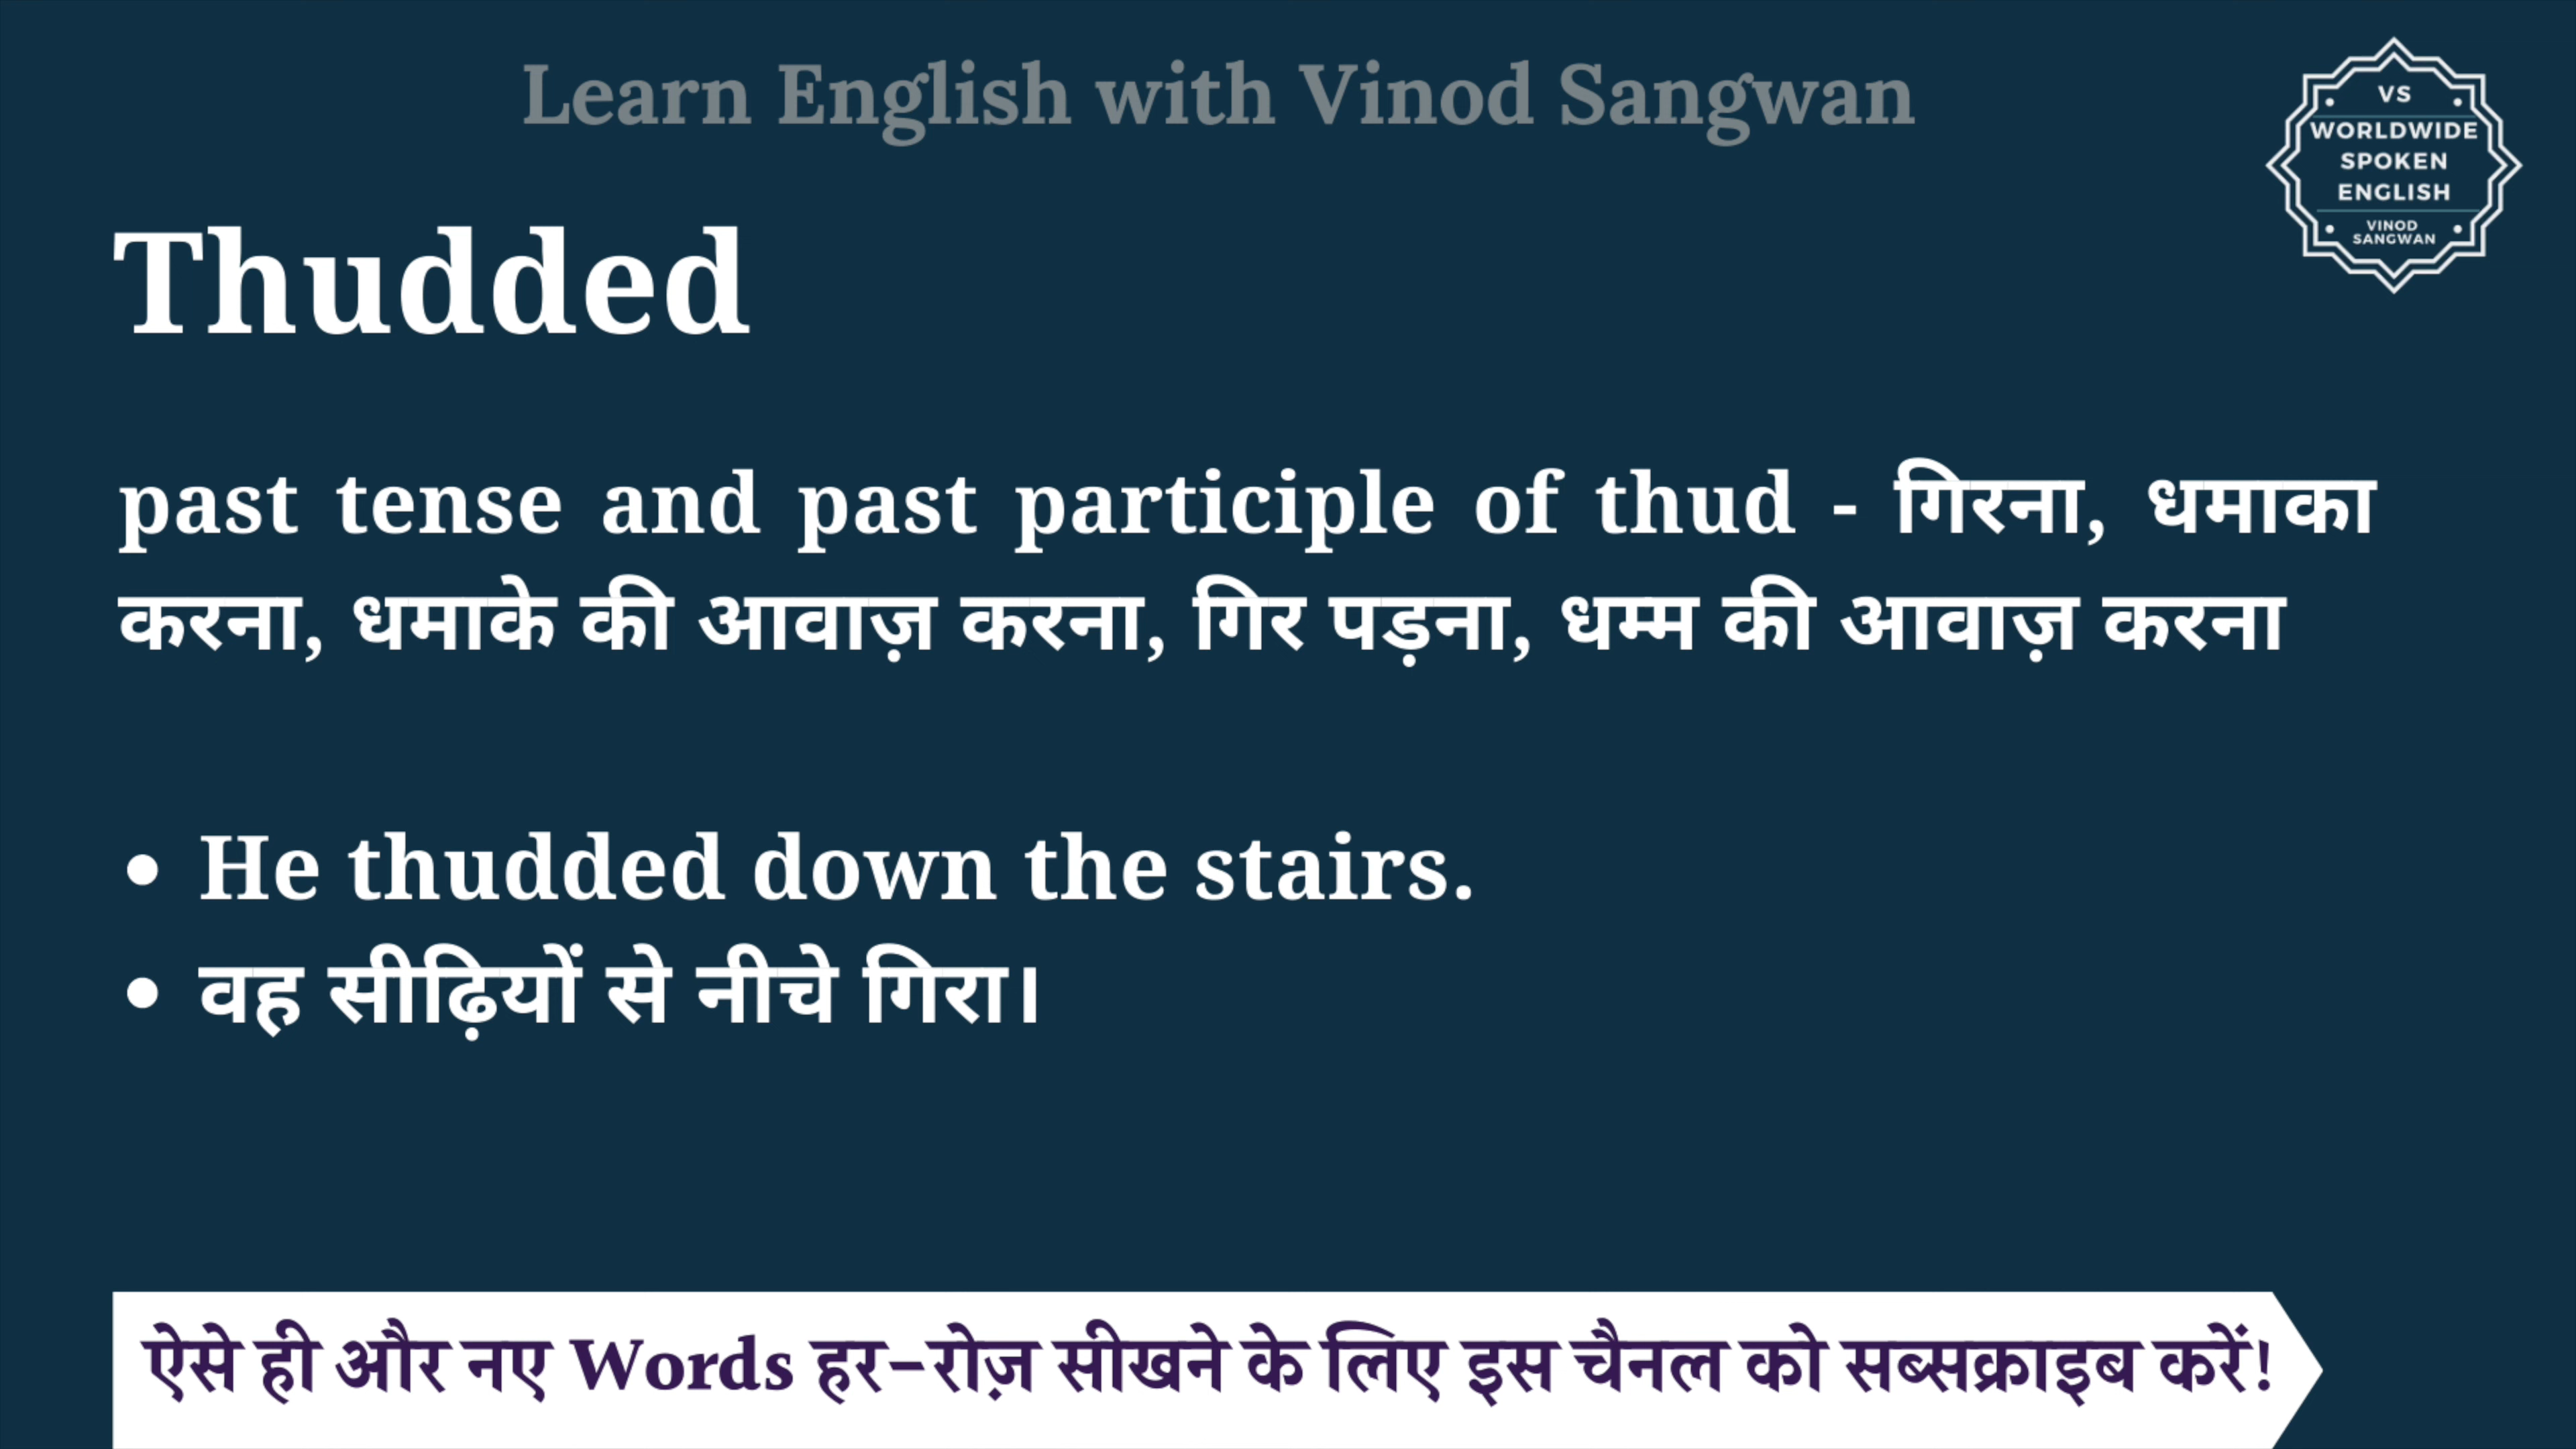 Learn English with Vinod Sangwan
VS
WORLDWIDE
SPOKEN
ENGLISH
VINOD
SANGWAN
Thudded
past tense and past participle of thud - गिरना, धमाका
करना, धमाके की आवाज़ करना, गिर पड़ना, धम्म की आवाज़ करना
• He thudded down the stairs.
• वह सीढ़ियों से नीचे गिरा।
ऐसे ही और नए Words हर-रोज़ सीखने के लिए इस चैनल को सब्सक्राइब करें!